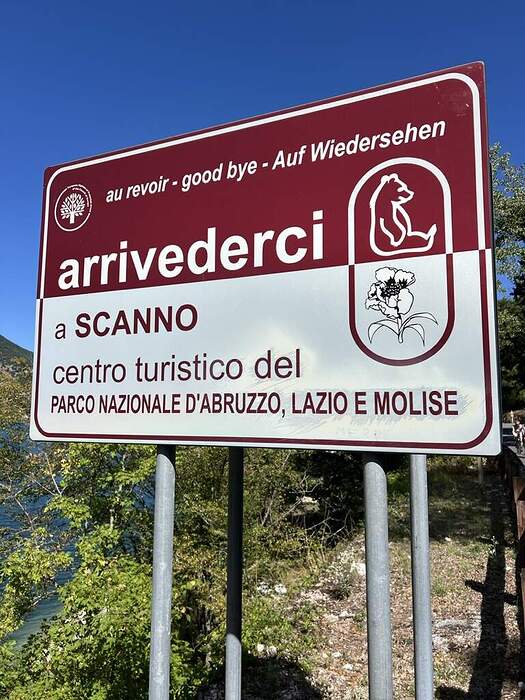 au revoir - good bye - Auf Wiedersehen
arrivederci
a SCANNO
centro turistico del
PARCO NAZIONALE D'ABRUZZO, LAZIO E MOLISE